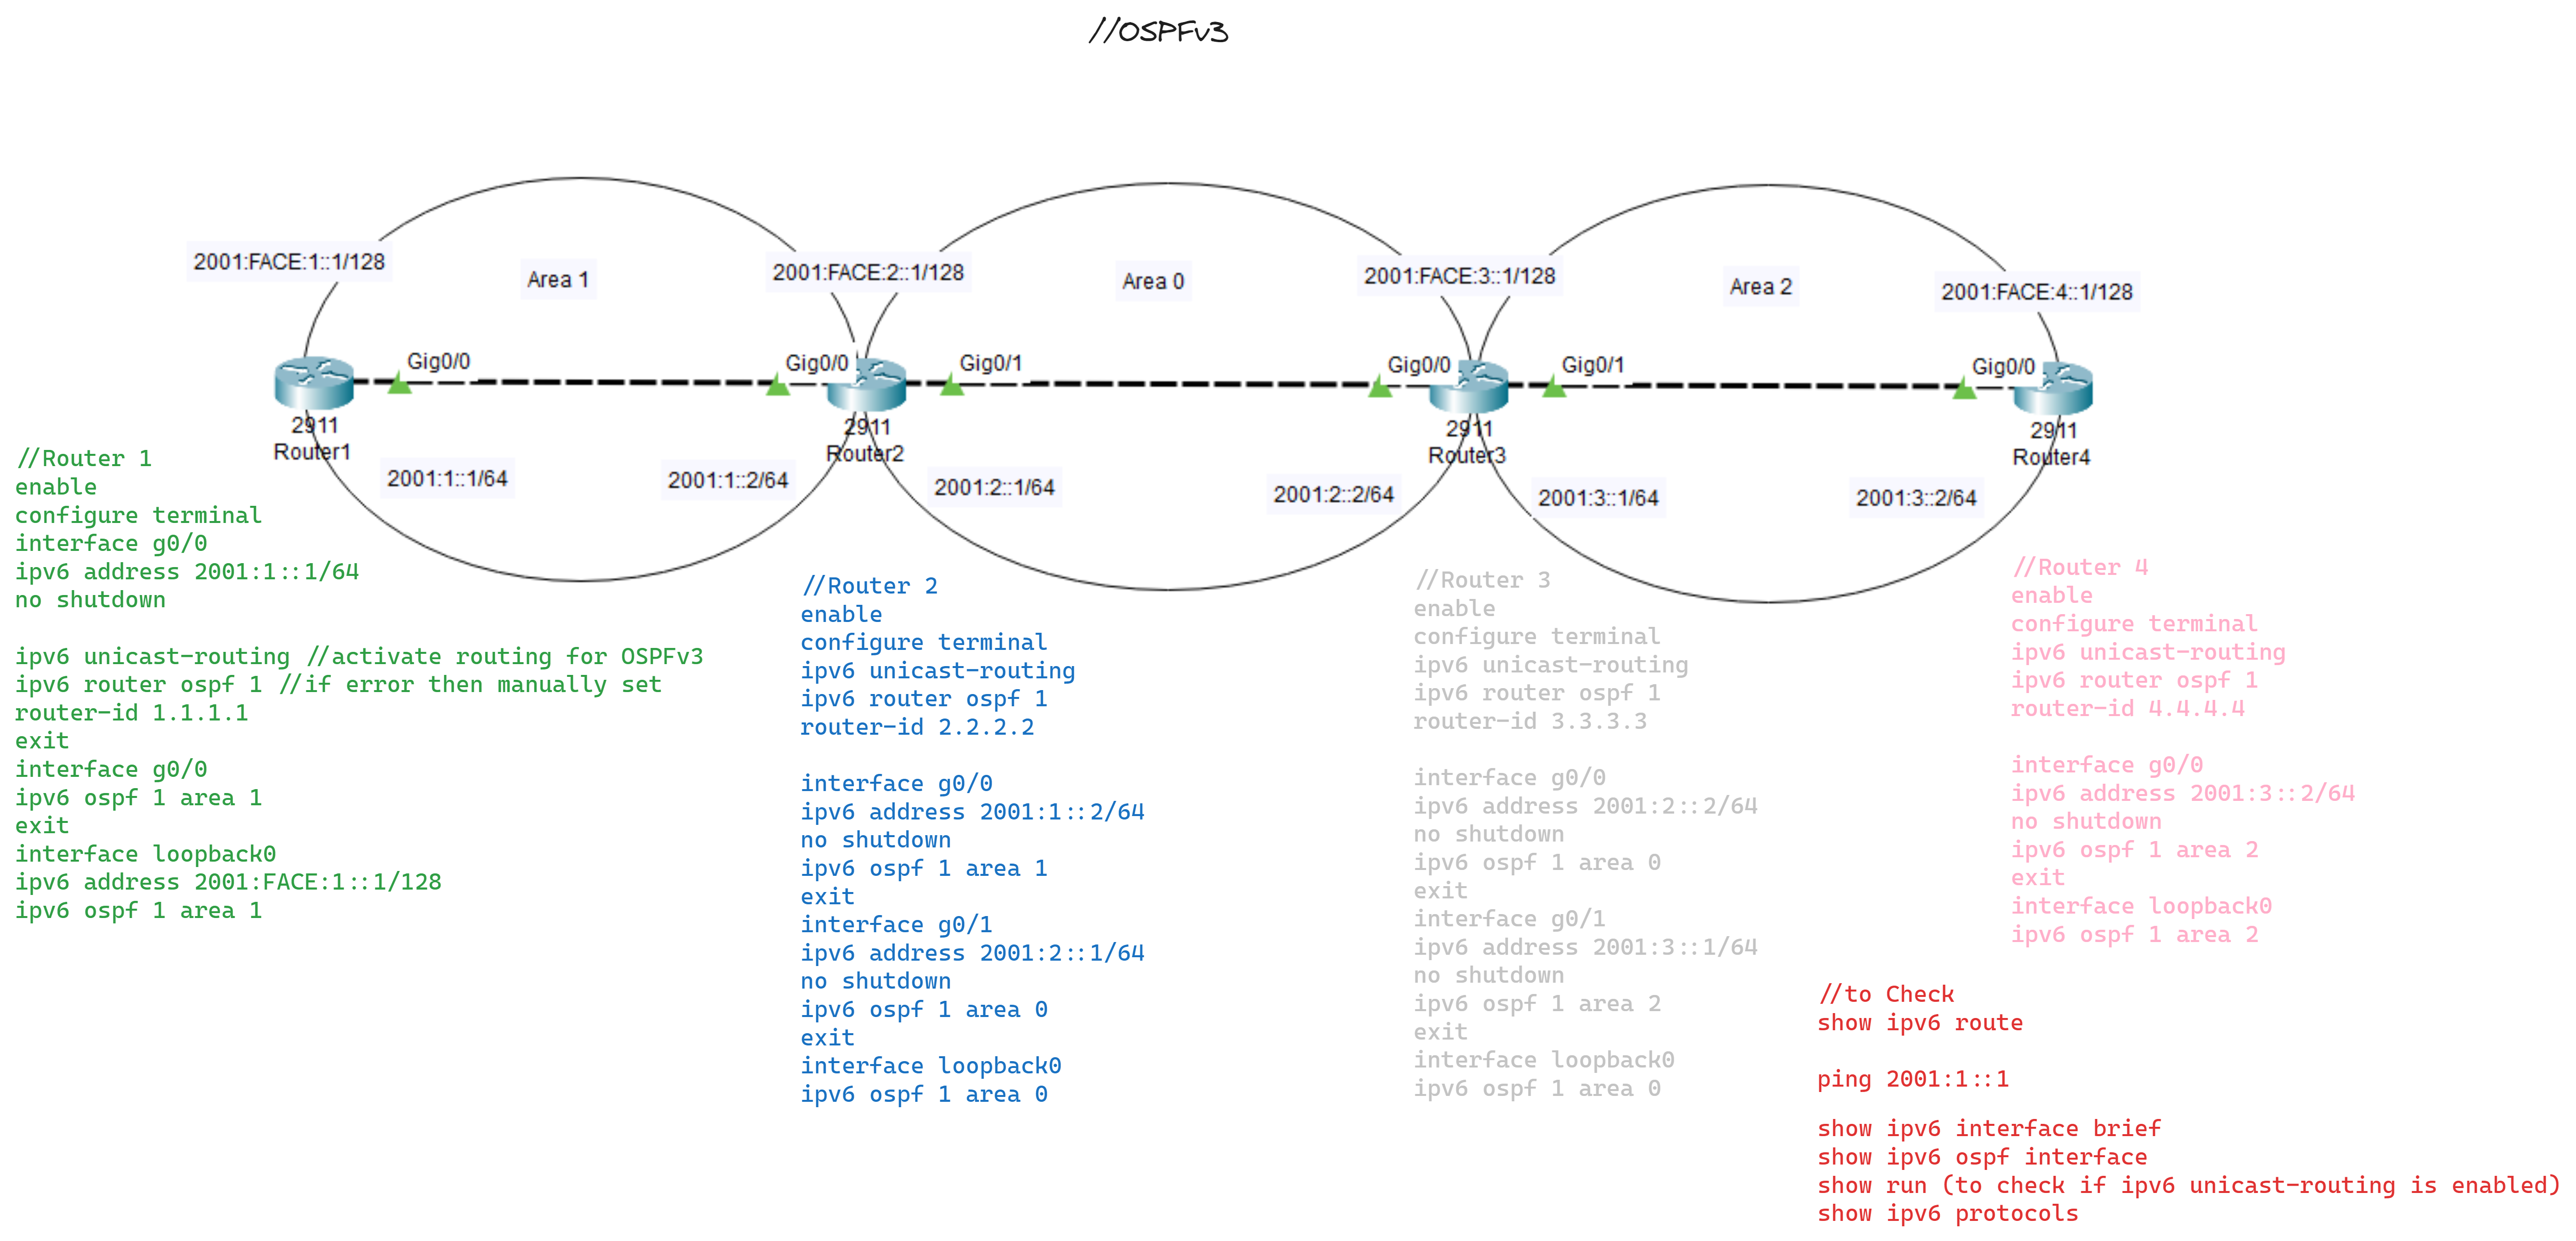 //OSPFv3
2001:FACE:1::1/128
Area 1
2001:FACE:2::1/128
Area 0
2001:FACE:3::1/128
Area 2
2001:FACE:4::1/128
Gig0/0
Gig0/0
Gig0/1
Gig0/0
Gig0/1
Gig0/0
2911
Router1
2911
Router2
2911
Router3
2911
Router4
2001:1::1/64
2001:1::2/64
2001:2::1/64
2001:2::2/64
2001:3::1/64
2001:3::2/64
//Router 1
enable
configure terminal
interface g0/0
ipv6 address 2001:1::1/64
no shutdown
ipv6 unicast-routing //activate routing for OSPFv3
ipv6 router ospf 1 //if error then manually set
router-id 1.1.1.1
exit
interface g0/0
ipv6 ospf 1 area 1
exit
interface loopback0
ipv6 address 2001:FACE:1::1/128
ipv6 ospf 1 area 1
//Router 2
enable
configure terminal
ipv6 unicast-routing
ipv6 router ospf 1
router-id 2.2.2.2
interface g0/0
ipv6 address 2001:1::2/64
no shutdown
ipv6 ospf 1 area 1
exit
interface g0/1
ipv6 address 2001:2::1/64
no shutdown
ipv6 ospf 1 area 0
exit
interface loopback0
ipv6 ospf 1 area 0
//Router 3
enable
configure terminal
ipv6 unicast-routing
ipv6 router ospf 1
router-id 3.3.3.3
interface g0/0
ipv6 address 2001:2::2/64
no shutdown
ipv6 ospf 1 area 0
exit
interface g0/1
ipv6 address 2001:3::1/64
no shutdown
ipv6 ospf 1 area 2
exit
interface loopback0
ipv6 ospf 1 area 0
//Router 4
enable
configure terminal
ipv6 unicast-routing
ipv6 router ospf 1
router-id 4.4.4.4
interface g0/0
ipv6 address 2001:3::2/64
no shutdown
ipv6 ospf 1 area 2
exit
interface loopback0
ipv6 ospf 1 area 2
//to Check
show ipv6 route
ping 2001:1::1
show ipv6 interface brief
show ipv6 ospf interface
show run (to check if ipv6 unicast-routing is enabled)
show ipv6 protocols